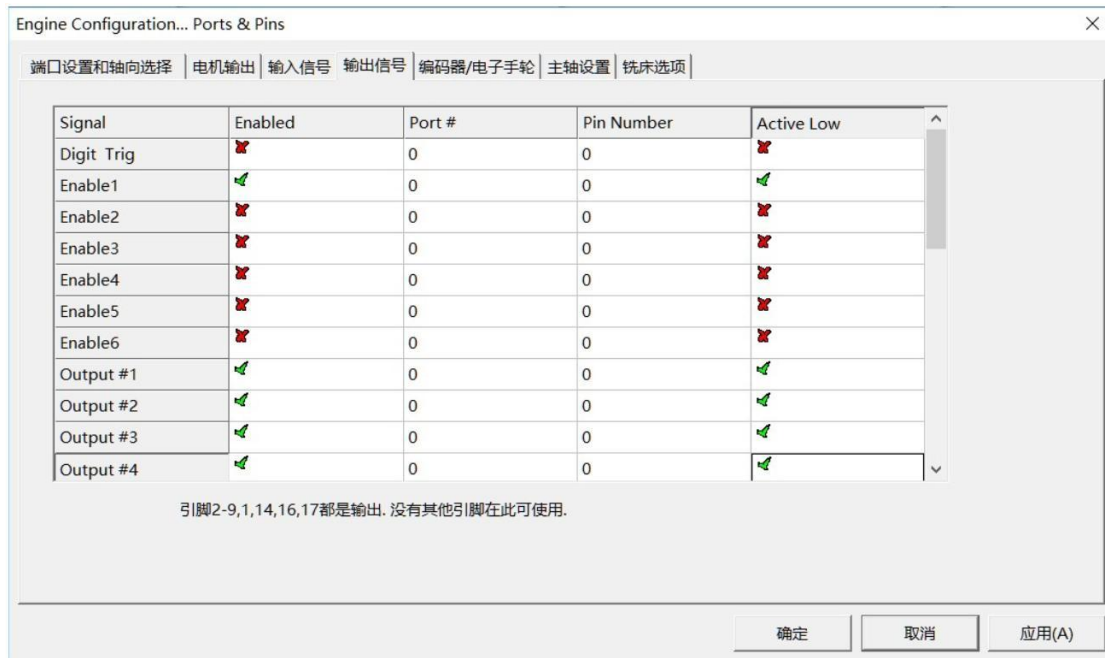 Engine Configuration... Ports & Pins
端口设置和轴向选择 电机输出 输入信号 输出信号 编码器/电子手轮 主轴设置 铣床选项
Signal Enabled Port # Pin Number Active Low
Digit Trig 0 0
Enable1 0 0
Enable2 0 0
Enable3 0 0
Enable4 0 0
Enable5 0 0
Enable6 0 0
Output #1 0 0
Output #2 0 0
Output #3 0 0
Output #4 0 0
引脚2-9,1,14,16,17都是输出. 没有其他引脚在此可使用.
确定 取消 应用(A)